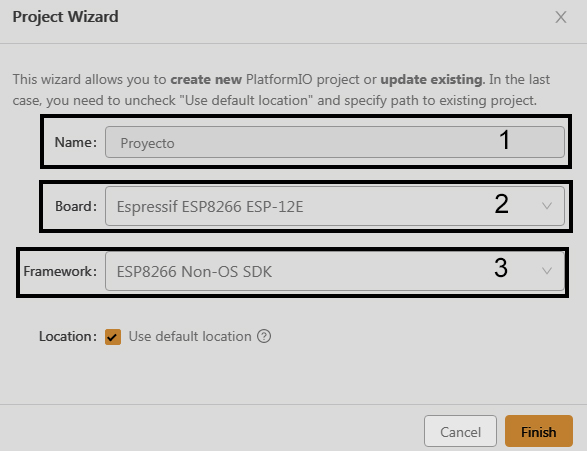 Project Wizard
This wizard allows you to create new PlatformIO project or update existing. In the last
case, you need to uncheck "Use default location" and specify path to existing project.
Name: Proyecto 1
Board: Espressif ESP8266 ESP-12E 2
Framework: ESP8266 Non-OS SDK 3
Location: Use default location ?
Cancel Finish